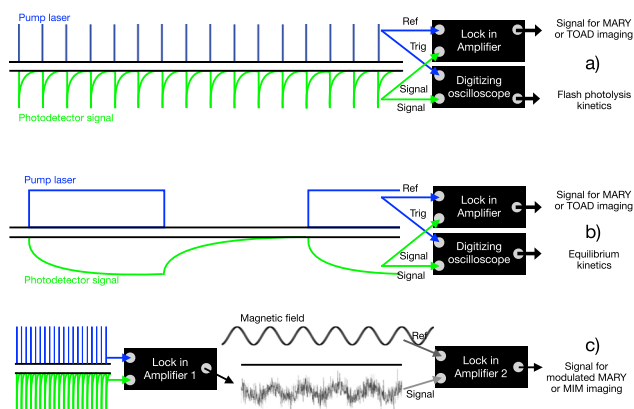 Pump laser
Ref
Lock in
Amplifier
Signal for MARY
or TOAD imaging
Trig
a)
Digitizing
oscilloscope
Signal
Photodetector signal
Signal
Flash photolysis
kinetics
Pump laser
Ref
Lock in
Amplifier
Signal for MARY
or TOAD imaging
Trig
b)
Digitizing
oscilloscope
Signal
Photodetector signal
Signal
Equilibrium
kinetics
Magnetic field
Ref
c)
Lock in
Amplifier 1
Lock in
Amplifier 2
Signal
Signal for
modulated MARY
or MIM imaging